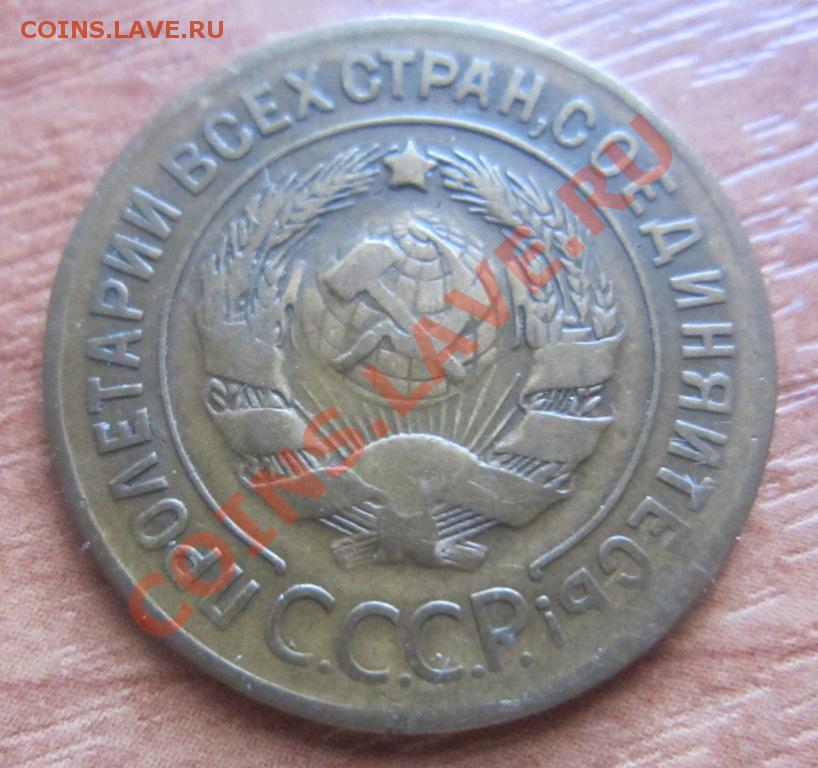 COINS.LAVE.RU
ПРОЛЕТАРИИ ВСЕХ СТРАН, СОЕДИНЯЙТЕСЬ!
С.С.С.Р.
COINS.LAVE.RU